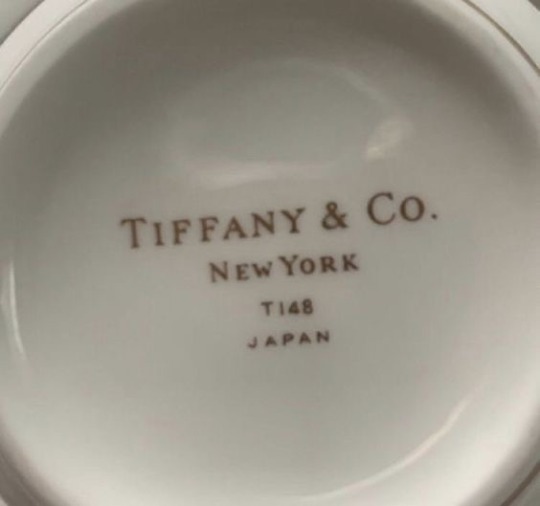 TIFFANY & CO.
NEW YORK
T148
JAPAN